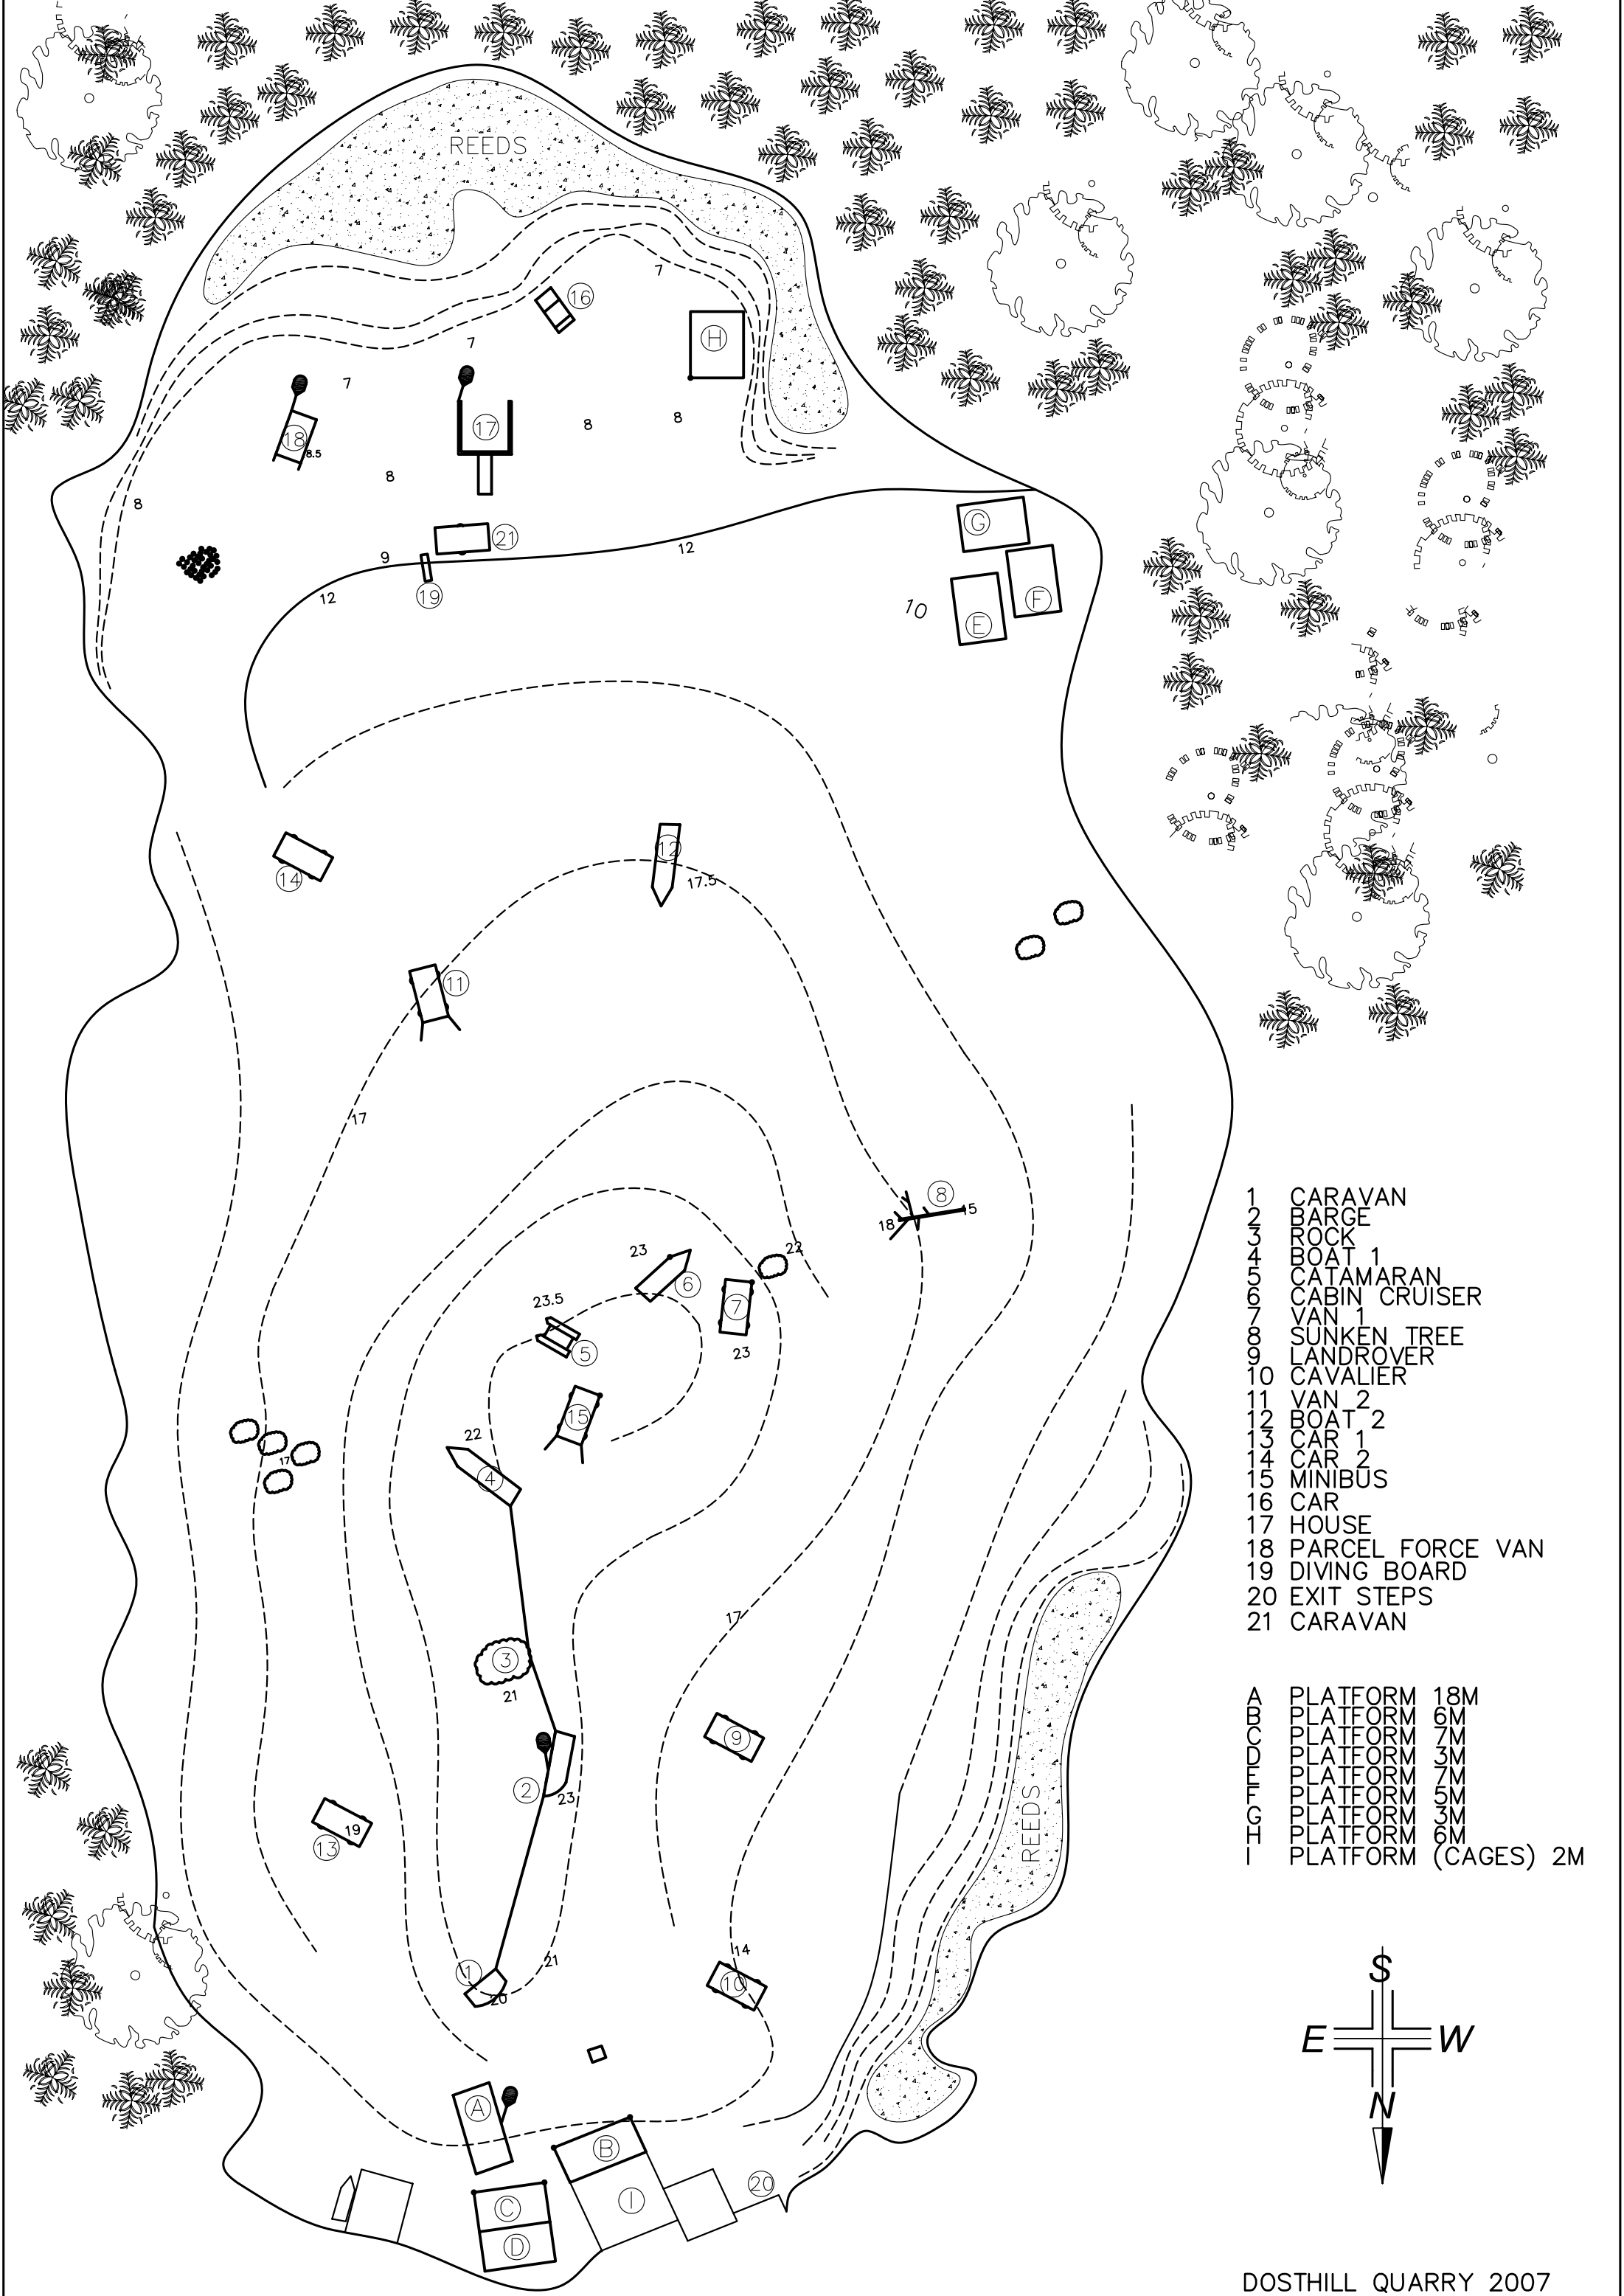 REEDS
7
16
H
7
7
17
8
8
18
8.5
8
8
G
21
12
9
F
19
12
10
E
12
14
17.5
11
17
8
18
15
23
22
6
23.5
7
5
23
15
22
4
17
17
3
21
9
2
23
REEDS
19
13
14
21
1
10
20
A
B
20
C
I
D
1 CARAVAN
2 BARGE
3 ROCK
4 BOAT 1
5 CATAMARAN
6 CABIN CRUISER
7 VAN 1
8 SUNKEN TREE
9 LANDROVER
10 CAVALIER
11 VAN 2
12 BOAT 2
13 CAR 1
14 CAR 2
15 MINIBUS
16 CAR
17 HOUSE
18 PARCEL FORCE VAN
19 DIVING BOARD
20 EXIT STEPS
21 CARAVAN
A PLATFORM 18M
B PLATFORM 6M
C PLATFORM 7M
D PLATFORM 3M
E PLATFORM 7M
F PLATFORM 5M
G PLATFORM 3M
H PLATFORM 6M
I PLATFORM (CAGES) 2M
S
E W
N
DOSTHILL QUARRY 2007